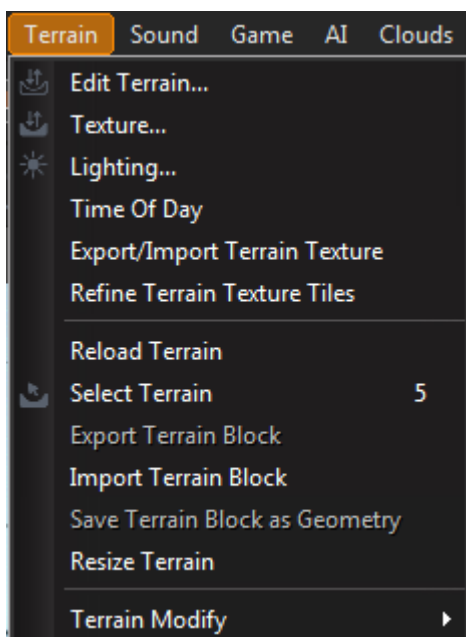 Terrain Sound Game AI Clouds
Edit Terrain...
Texture...
Lighting...
Time Of Day
Export/Import Terrain Texture
Refine Terrain Texture Tiles
Reload Terrain
Select Terrain 5
Export Terrain Block
Import Terrain Block
Save Terrain Block as Geometry
Resize Terrain
Terrain Modify